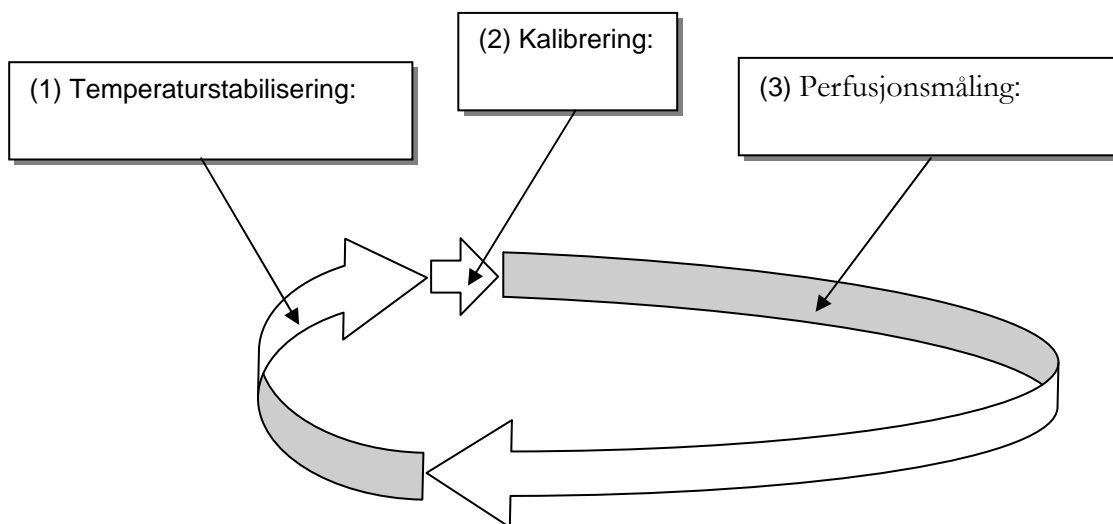 (1) Temperaturstabilisering:
(2) Kalibrering:
(3) Perfusjonsmåling: